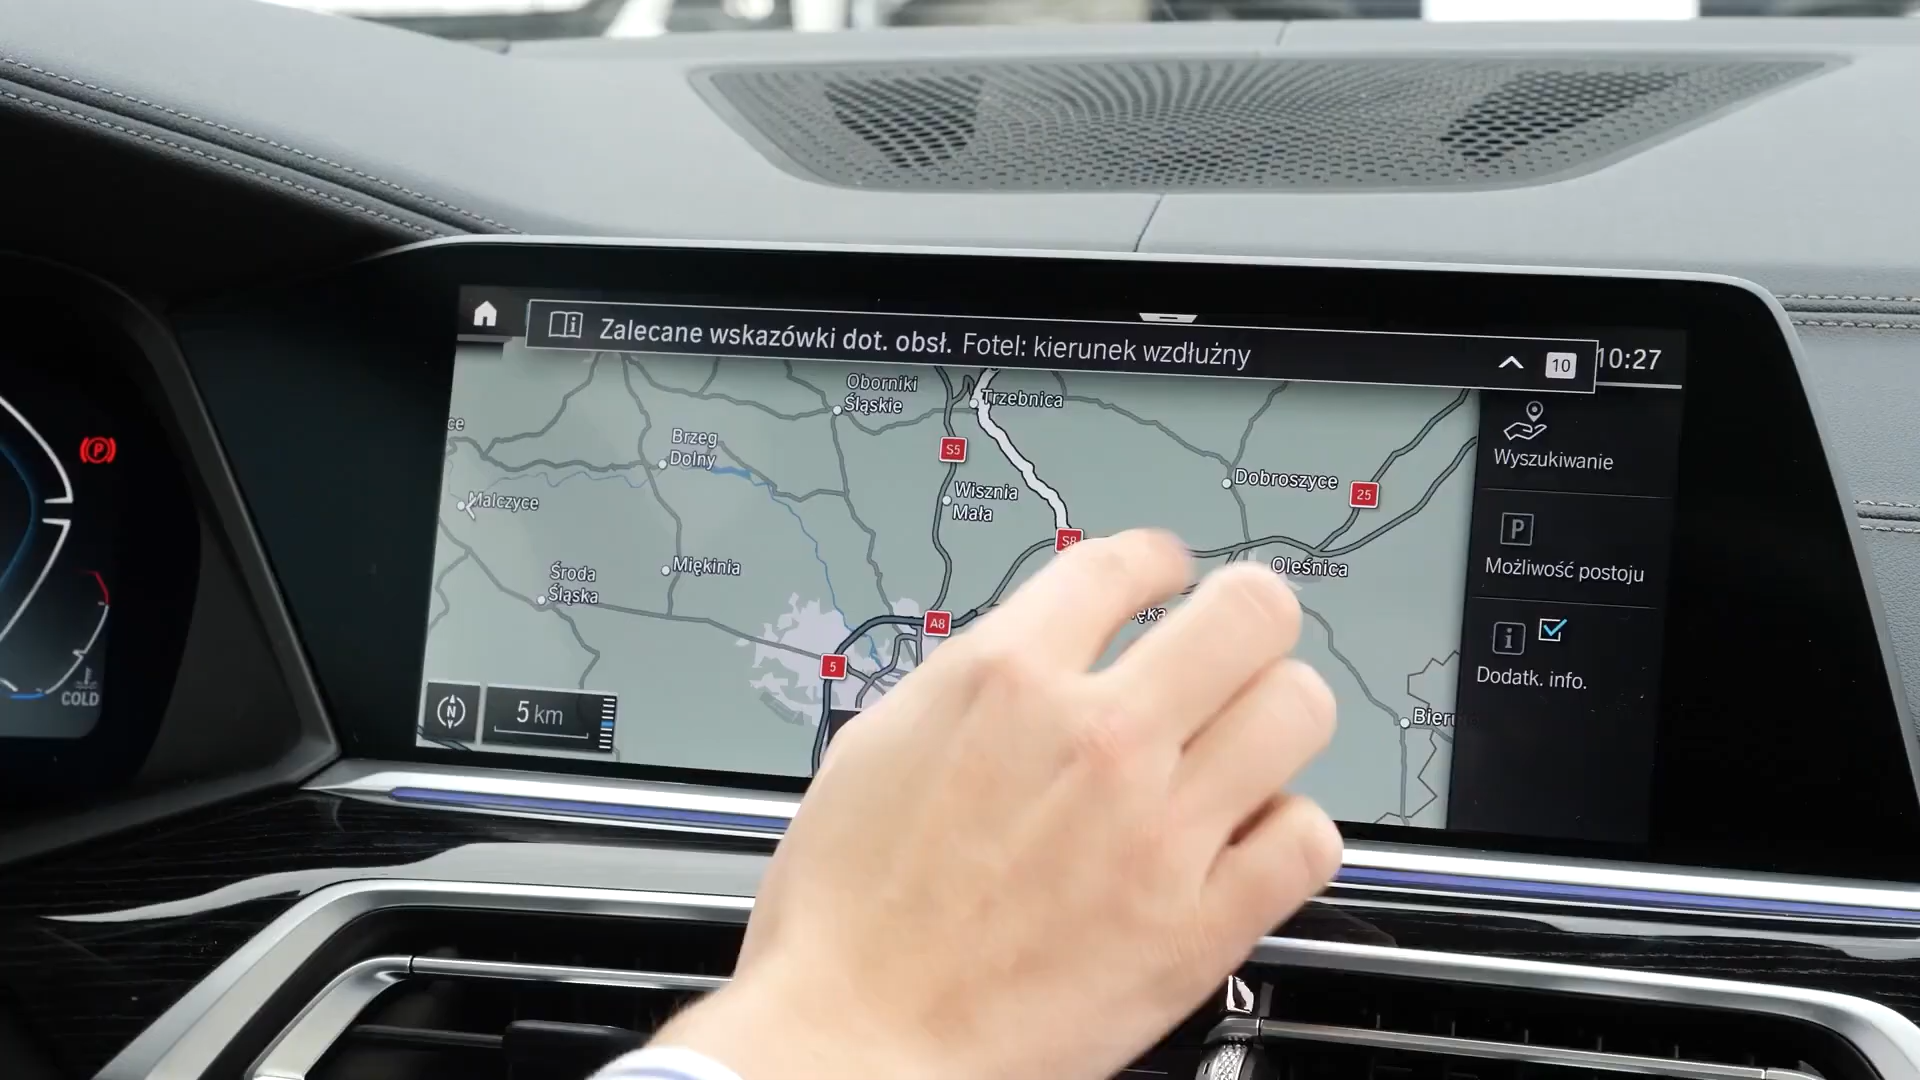 Zalecane wskazówki dot. obsł. Fotel: kierunek wzdłużny
10
10:27
Oborniki
Śląskie
Trzebnica
Brzeg
Dolny
S5
Wisznia
Mała
Dobroszyce
25
Malczyce
S8
Oleśnica
Miękinia
Środa
Śląska
A8
5
5 km
N
Wyszukiwanie
P
Możliwość postoju
i
Dodatk. info.
P
COLD